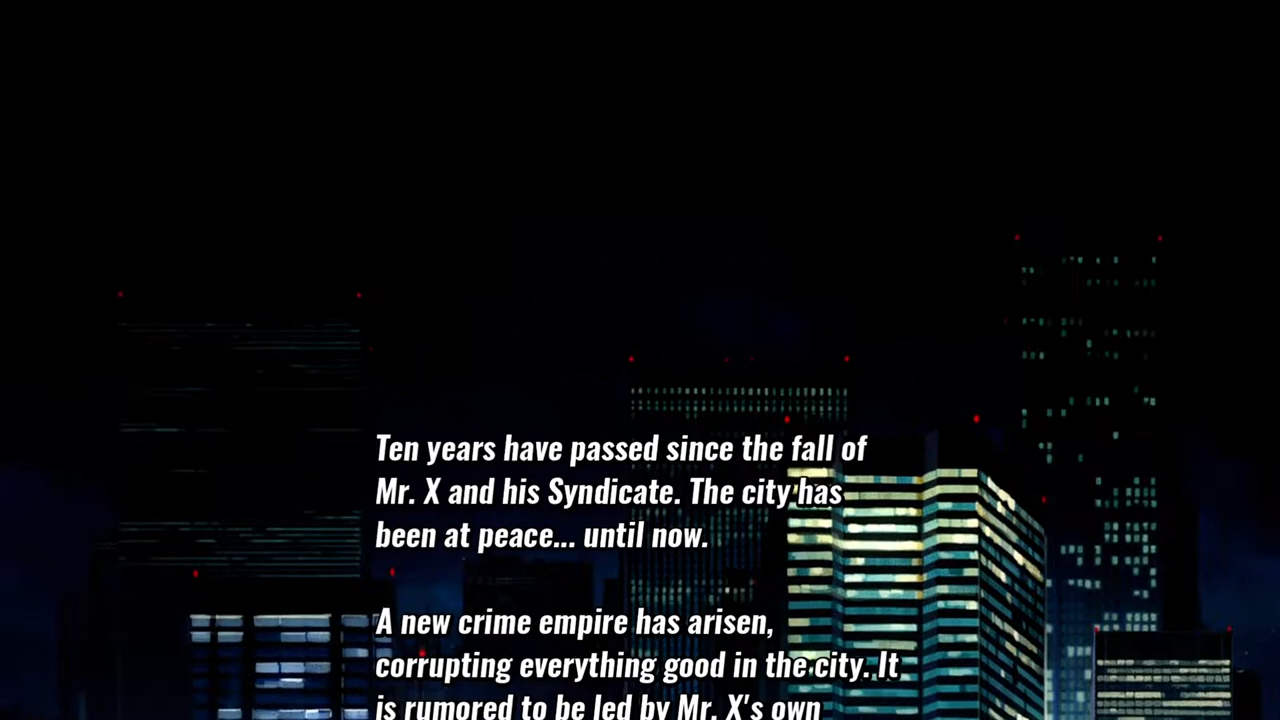 Ten years have passed since the fall of
Mr. X and his Syndicate. The city has
been at peace... until now.
A new crime empire has arisen,
corrupting everything good in the city. It
is rumored to be led by Mr. X's own